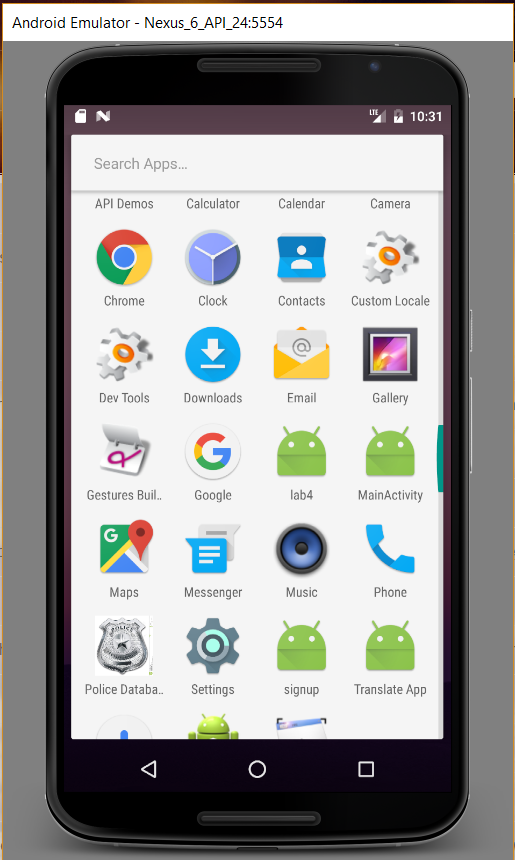 Android Emulator - Nexus_6_API_24:5554
LTE 10:31
Search Apps...
API Demos Calculator Calendar Camera
Chrome Clock Contacts Custom Locale
Dev Tools Downloads Email Gallery
Gestures Buil.. Google lab4 MainActivity
Maps Messenger Music Phone
POLICE
Police Databa.. Settings signup Translate App